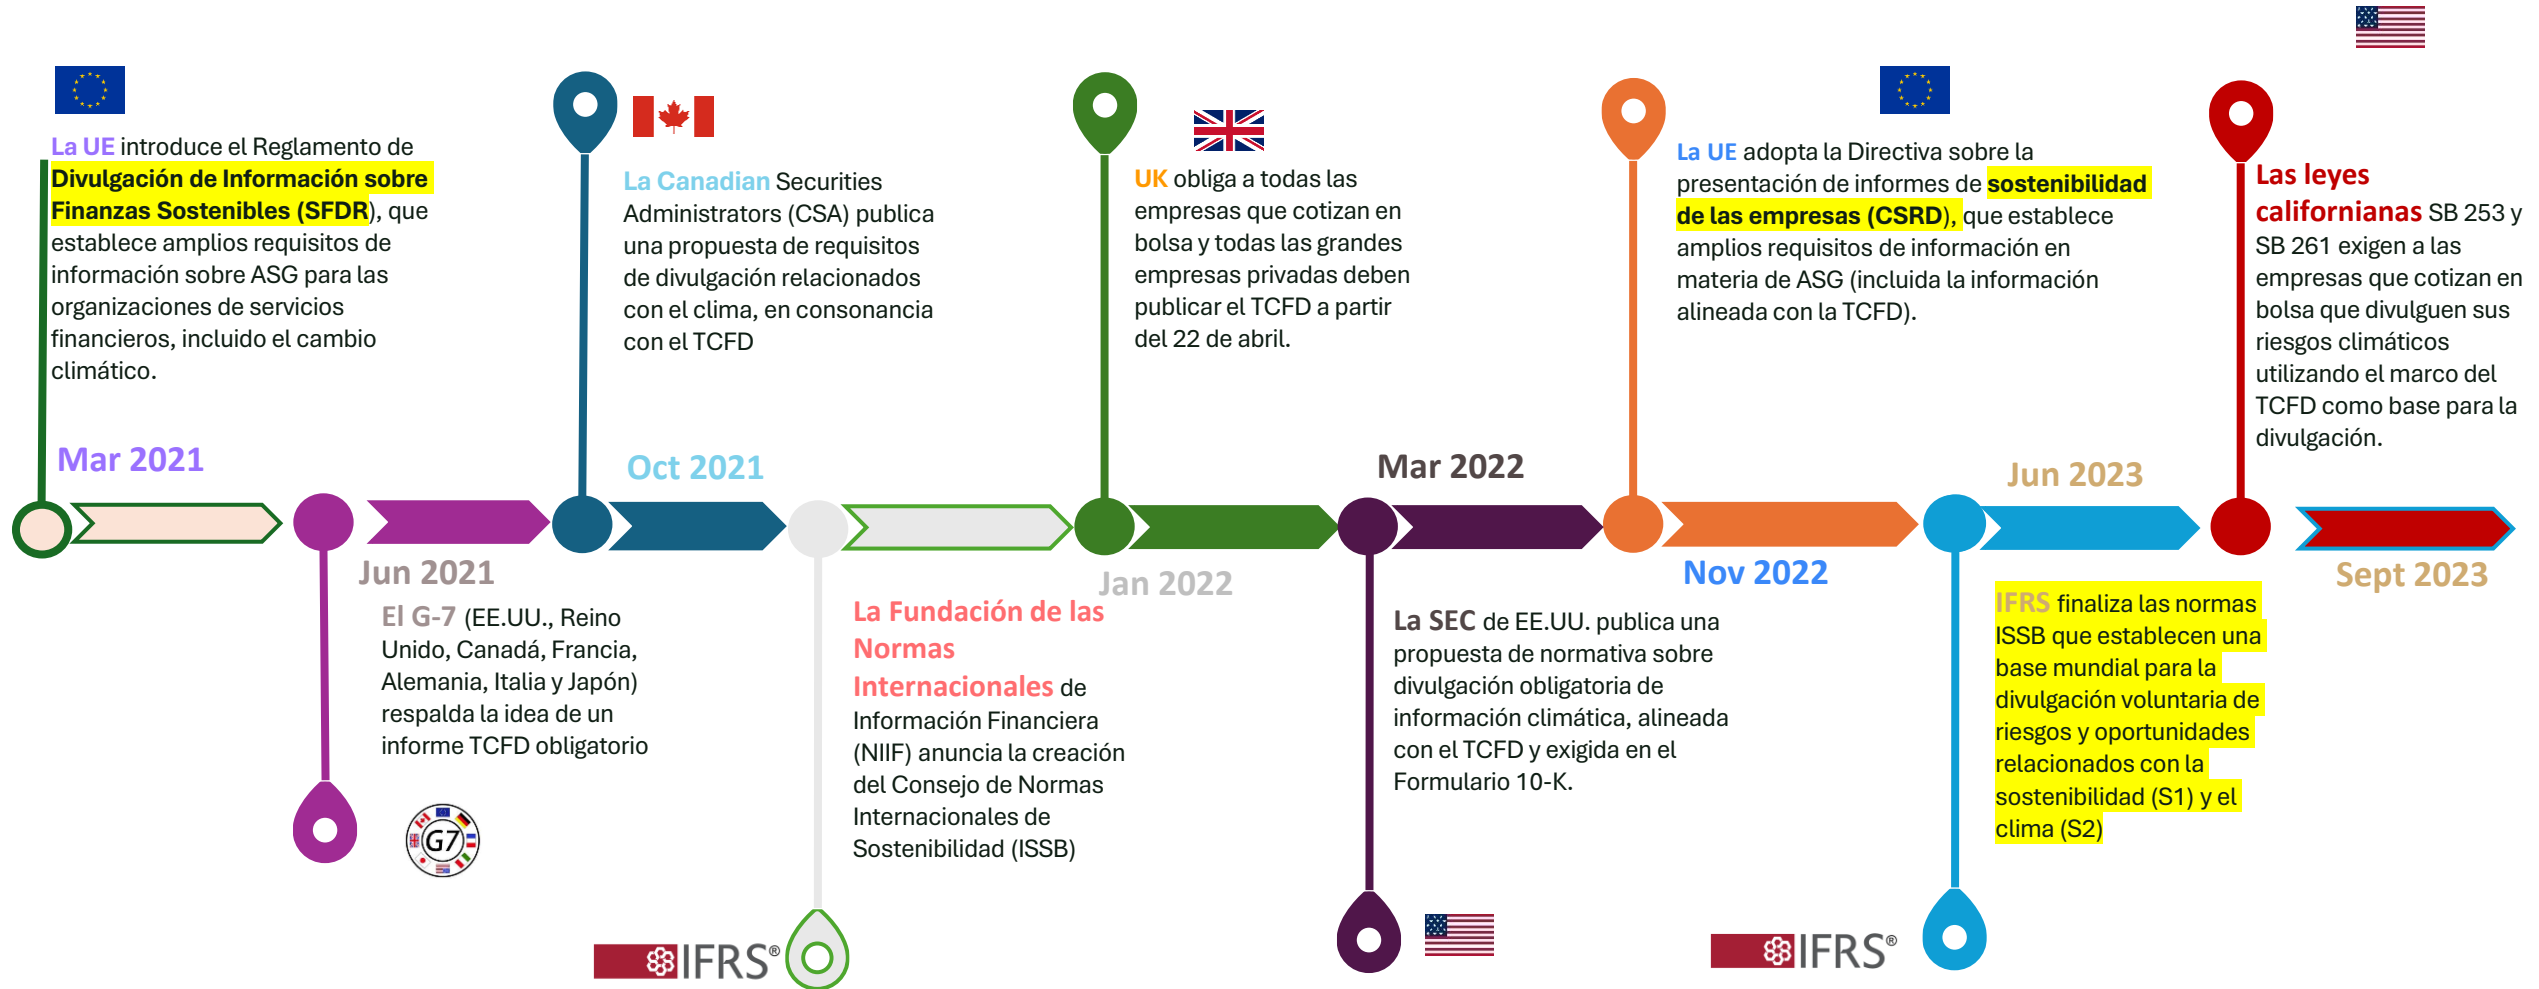 La UE introduce el Reglamento de
Divulgación de Información sobre
Finanzas Sostenibles (SFDR), que
establece amplios requisitos de
información sobre ASG para las
organizaciones de servicios
financieros, incluido el cambio
climático.
Mar 2021
Jun 2021
El G-7 (EE.UU., Reino
Unido, Canadá, Francia,
Alemania, Italia y Japón)
respalda la idea de un
informe TCFD obligatorio
G7
La Canadian Securities
Administrators (CSA) publica
una propuesta de requisitos
de divulgación relacionados
con el clima, en consonancia
con el TCFD
Oct 2021
La Fundación de las
Normas
Internacionales de
Información Financiera
(NIIF) anuncia la creación
del Consejo de Normas
Internacionales de
Sostenibilidad (ISSB)
IFRS®
UK obliga a todas las
empresas que cotizan en
bolsa y todas las grandes
empresas privadas deben
publicar el TCFD a partir
del 22 de abril.
Jan 2022
Mar 2022
La SEC de EE.UU. publica una
propuesta de normativa sobre
divulgación obligatoria de
información climática, alineada
con el TCFD y exigida en el
Formulario 10-K.
La UE adopta la Directiva sobre la
presentación de informes de sostenibilidad
de las empresas (CSRD), que establece
amplios requisitos de información en
materia de ASG (incluida la información
alineada con la TCFD).
Nov 2022
Jun 2023
IFRS finaliza las normas
ISSB que establecen una
base mundial para la
divulgación voluntaria de
riesgos y oportunidades
relacionados con la
sostenibilidad (S1) y el
clima (S2)
IFRS®
Las leyes
californianas SB 253 y
SB 261 exigen a las
empresas que cotizan en
bolsa que divulguen sus
riesgos climáticos
utilizando el marco del
TCFD como base para la
divulgación.
Sept 2023